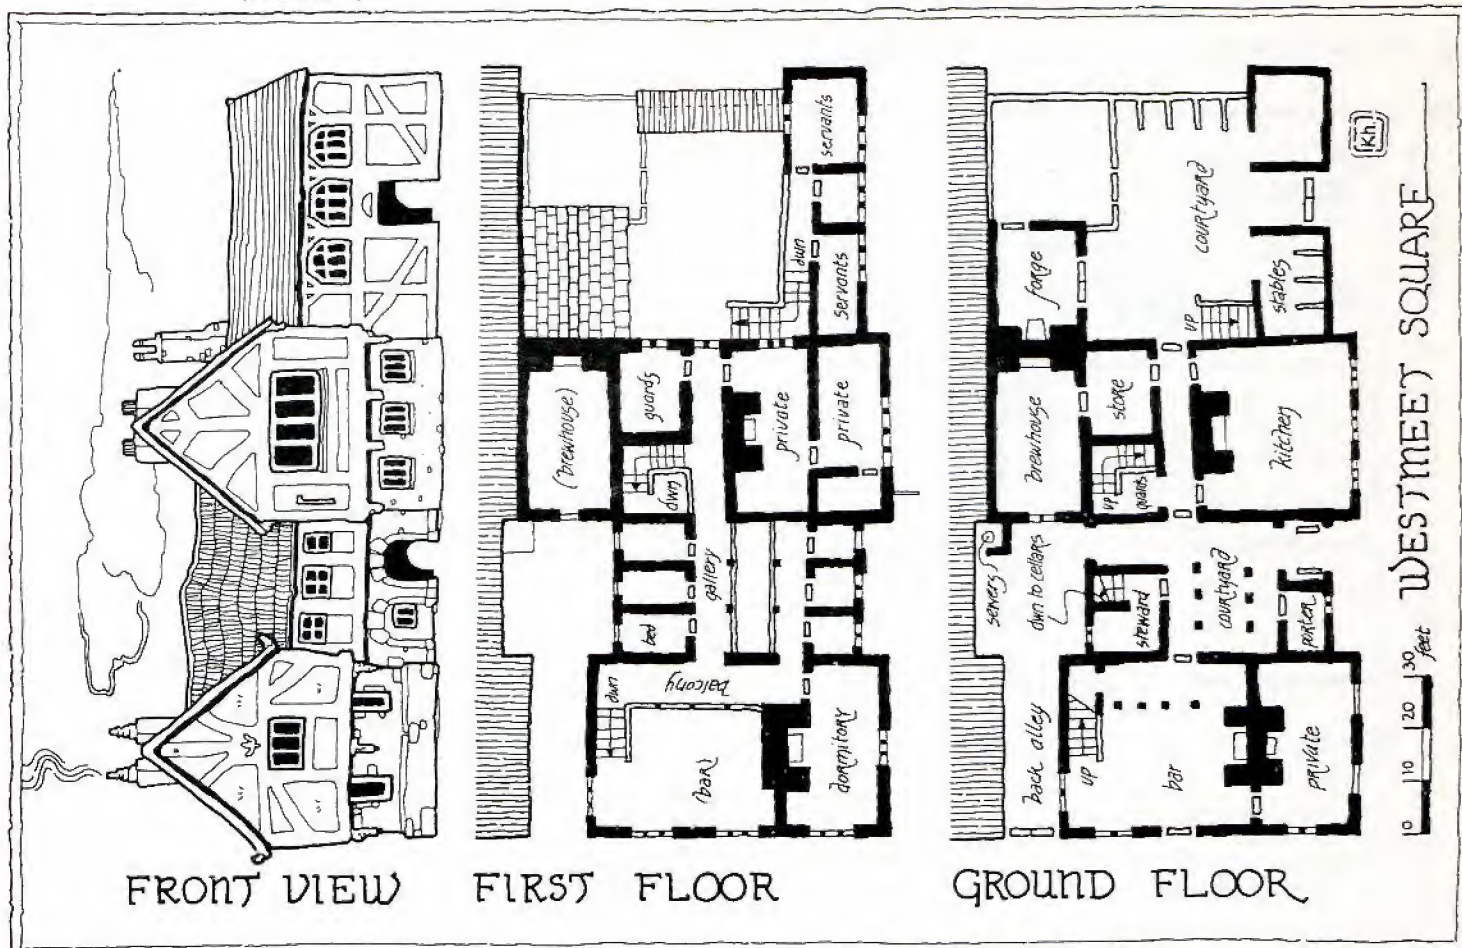 FRONT VIEW
FIRST FLOOR
GROUND FLOOR
servants
servants
dwn
(brewhouse)
guards
private
private
dwn
gallery
bed
balcony
dwn
(bar)
dormitory
forge
courtyard
stables
up
brewhouse
store
kitchen
up
guards
sewers
dwn to cellars
steward
courtyard
porter
back alley
up
bar
private
Kh.
WESTMEET SQUARE
0 10 20 30
feet